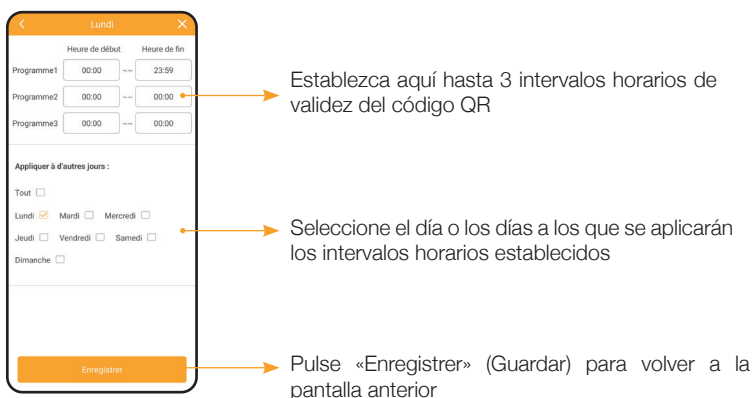 Lundi
Heure de début Heure de fin
Programme1 00:00 ~~ 23:59
Programme2 00:00 ~~ 00:00
Programme3 00:00 ~~ 00:00
Appliquer à d'autres jours :
Tout
Lundi Mardi Mercredi
Jeudi Vendredi Samedi
Dimanche
Enregistrer
Establezca aquí hasta 3 intervalos horarios de
validez del código QR
Seleccione el día o los días a los que se aplicarán
los intervalos horarios establecidos
Pulse «Enregistrer» (Guardar) para volver a la
pantalla anterior